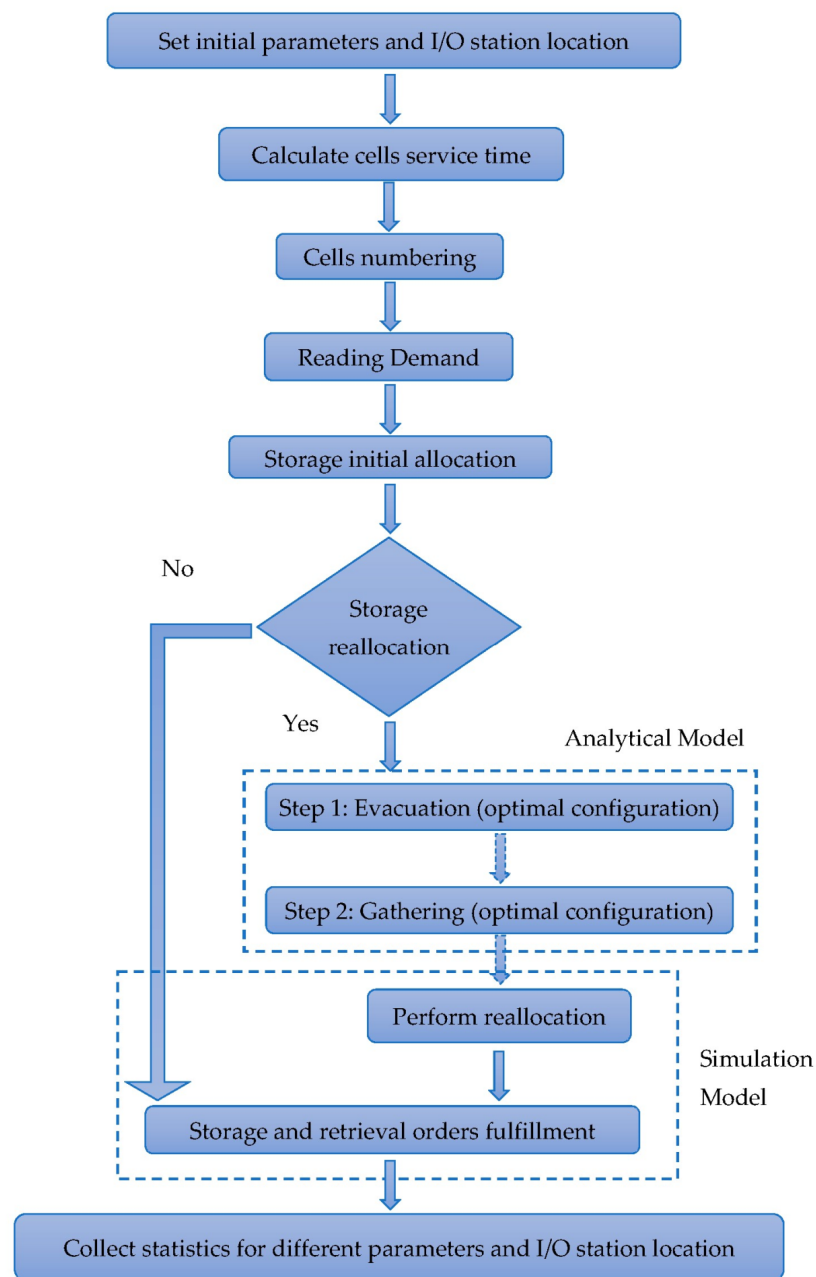 Set initial parameters and I/O station location
Calculate cells service time
Cells numbering
Reading Demand
Storage initial allocation
No
Storage
reallocation
Yes
Analytical Model
Step 1: Evacuation (optimal configuration)
Step 2: Gathering (optimal configuration)
Perform reallocation
Simulation
Model
Storage and retrieval orders fulfillment
Collect statistics for different parameters and I/O station location